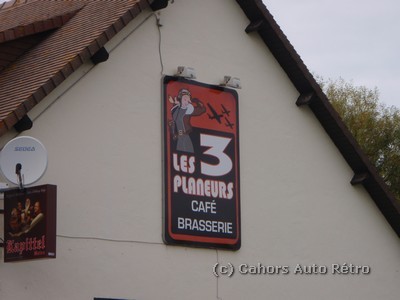 3
LES
PLANEURS
CAFÉ
BRASSERIE
Kapittel
(c) Cahors Auto Rétro